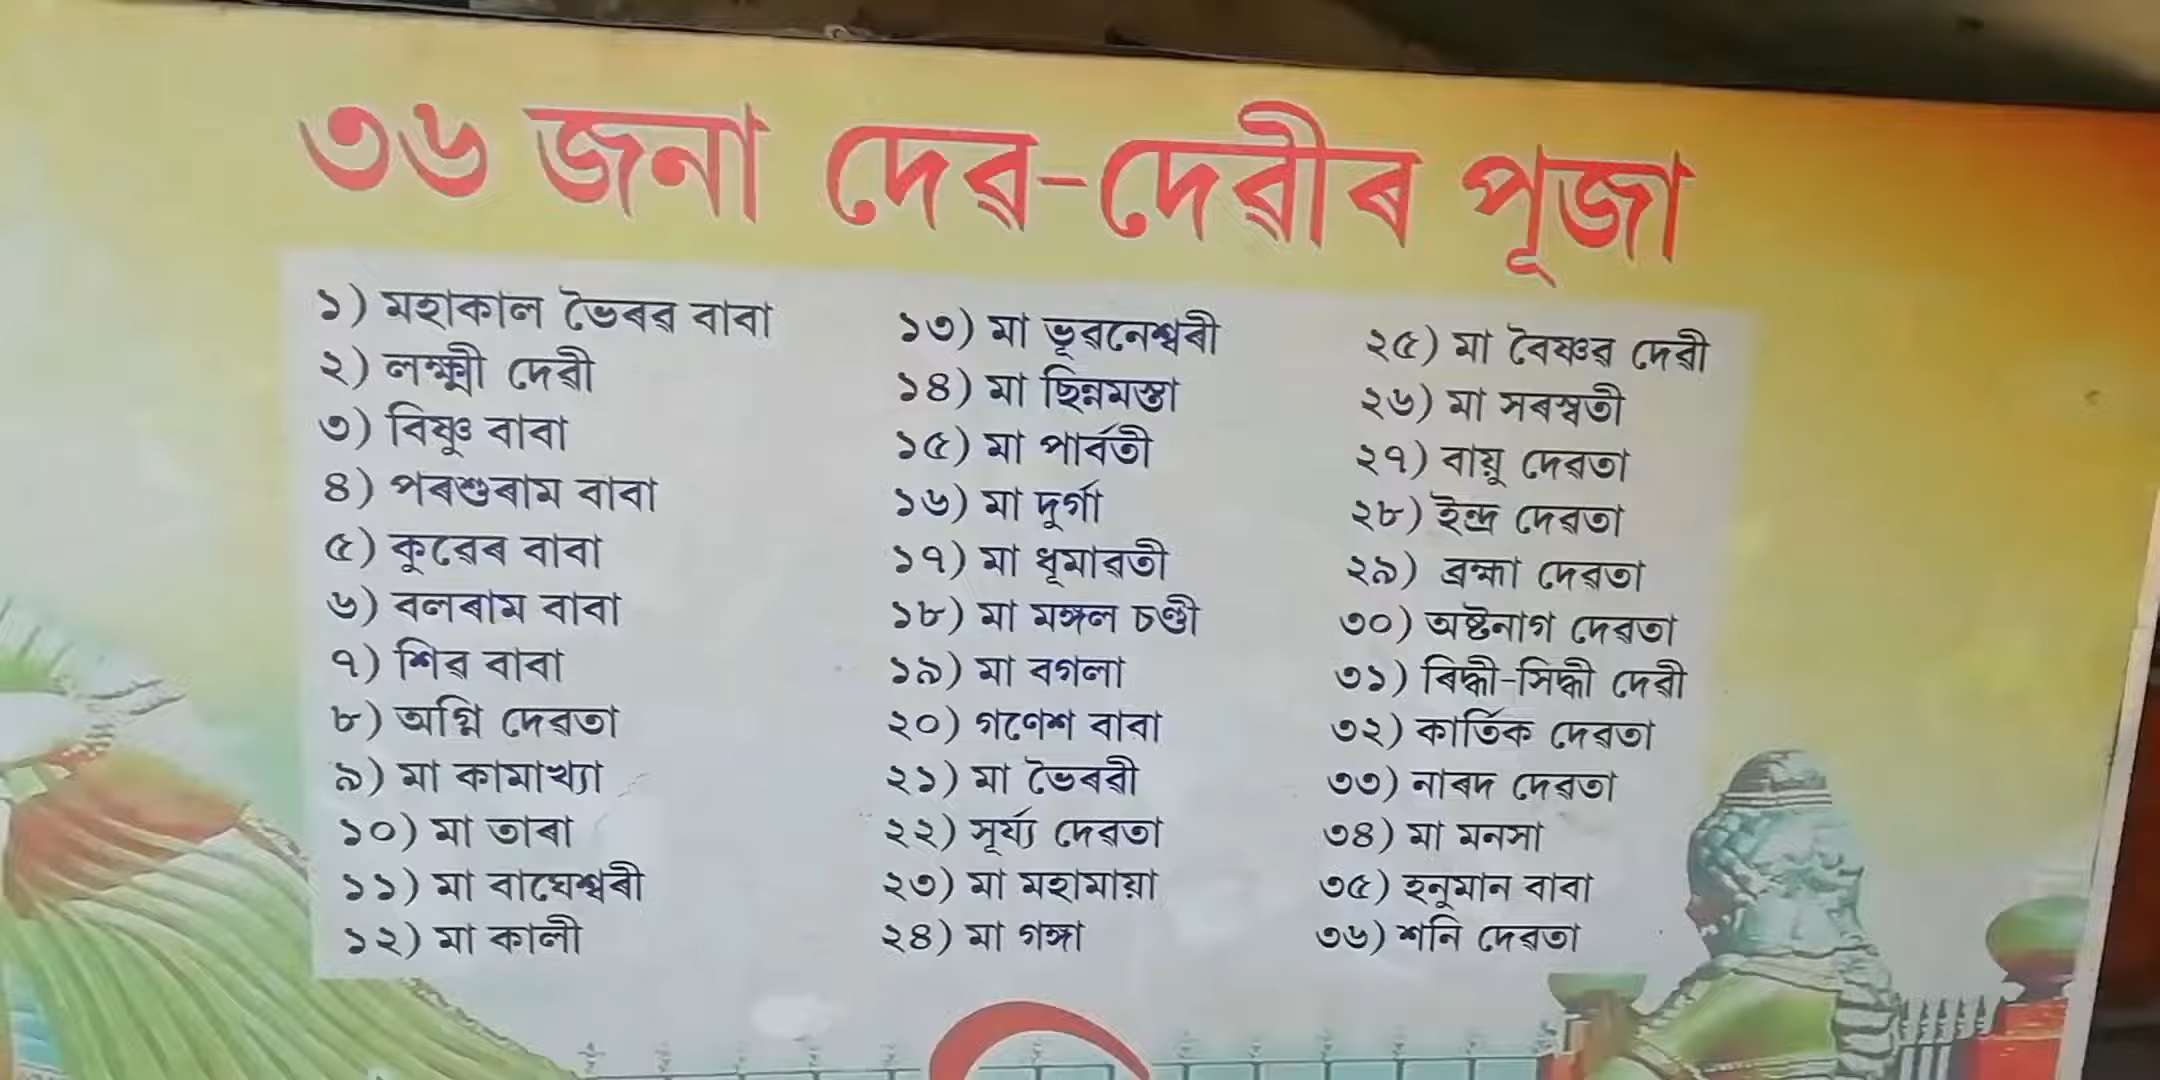 ৩৬ জনা দেৱ-দেৱীৰ পূজা
১) মহাকাল ভৈৰৱ বাবা
২) লক্ষ্মী দেৱী
৩) বিষ্ণু বাবা
৪) পৰশুৰাম বাবা
৫) কুৱেৰ বাবা
৬) বলৰাম বাবা
৭) শিৱ বাবা
৮) অগ্নি দেৱতা
৯) মা কামাখ্যা
১০) মা তাৰা
১১) মা বাঘেশ্বৰী
১২) মা কালী
১৩) মা ভূৱনেশ্বৰী
১৪) মা ছিন্নমস্তা
১৫) মা পাৰ্বতী
১৬) মা দুৰ্গা
১৭) মা ধূমাৱতী
১৮) মা মঙ্গল চণ্ডী
১৯) মা বগলা
২০) গণেশ বাবা
২১) মা ভৈৰৱী
২২) সূৰ্য্য দেৱতা
২৩) মা মহামায়া
২৪) মা গঙ্গা
২৫) মা বৈষ্ণৱ দেৱী
২৬) মা সৰস্বতী
২৭) বায়ু দেৱতা
২৮) ইন্দ্ৰ দেৱতা
২৯) ব্ৰহ্মা দেৱতা
৩০) অষ্টনাগ দেৱতা
৩১) ৰিদ্ধী-সিদ্ধী দেৱী
৩২) কাৰ্তিক দেৱতা
৩৩) নাৰদ দেৱতা
৩৪) মা মনসা
৩৫) হনুমান বাবা
৩৬) শনি দেৱতা